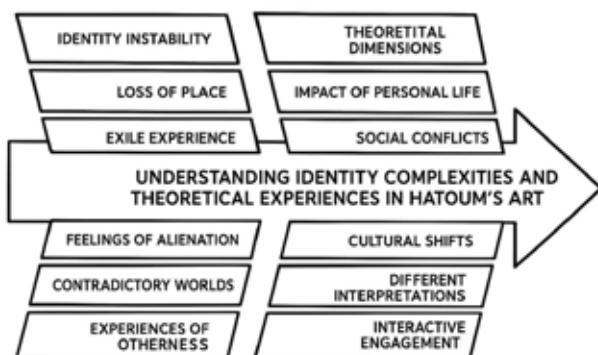 IDENTITY INSTABILITY
THEORETITAL
DIMENSIONS
LOSS OF PLACE
IMPACT OF PERSONAL LIFE
EXILE EXPERIENCE
SOCIAL CONFLICTS
UNDERSTANDING IDENTITY COMPLEXITIES AND
THEORETICAL EXPERIENCES IN HATOUM'S ART
FEELINGS OF ALIENATION
CULTURAL SHIFTS
CONTRADICTORY WORLDS
DIFFERENT
INTERPRETATIONS
EXPERIENCES OF
OTHERNESS
INTERACTIVE
ENGAGEMENT